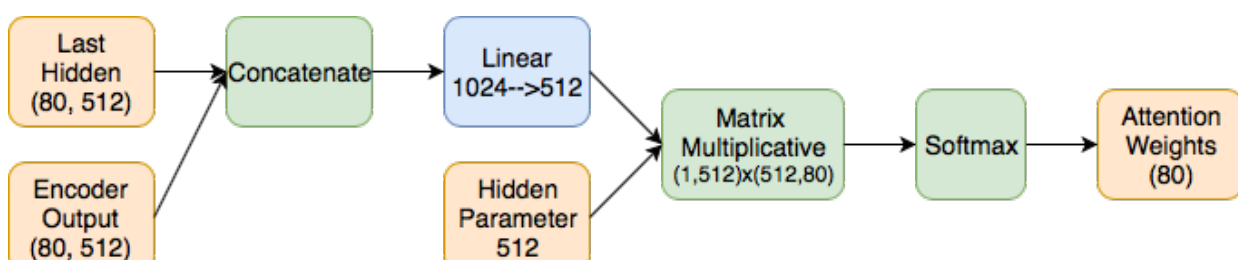 Last
Hidden
(80, 512)
Concatenate
Linear
1024-->512
Encoder
Output
(80, 512)
Hidden
Parameter
512
Matrix
Multiplicative
(1,512)x(512,80)
Softmax
Attention
Weights
(80)